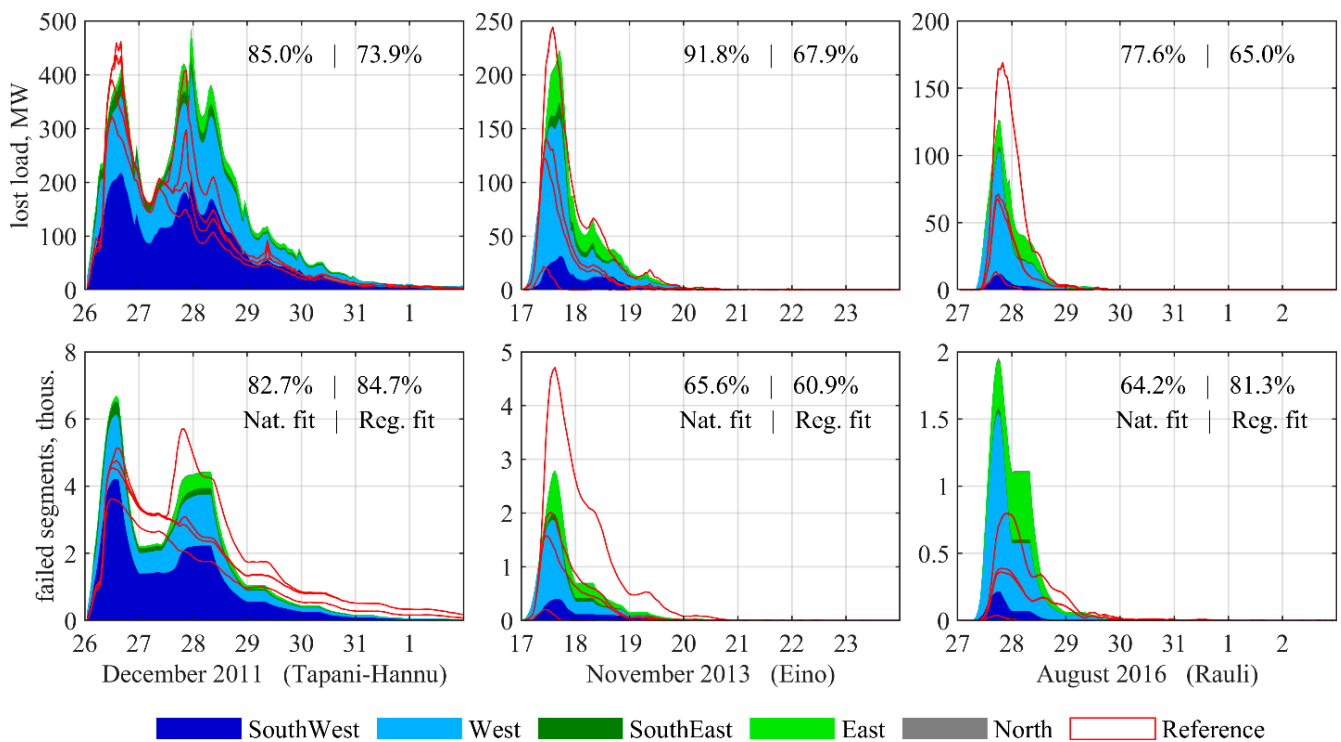 lost load, MW
500
400
300
200
100
0
85.0% | 73.9%
26 27 28 29 30 31 1
250
200
150
100
50
0
91.8% | 67.9%
17 18 19 20 21 22 23
200
150
100
50
0
77.6% | 65.0%
27 28 29 30 31 1 2
failed segments, thous.
8
6
4
2
0
82.7% | 84.7%
Nat. fit | Reg. fit
26 27 28 29 30 31 1
December 2011 (Tapani-Hannu)
5
4
3
2
1
0
65.6% | 60.9%
Nat. fit | Reg. fit
17 18 19 20 21 22 23
November 2013 (Eino)
2
1.5
1
0.5
0
64.2% | 81.3%
Nat. fit | Reg. fit
27 28 29 30 31 1 2
August 2016 (Rauli)
SouthWest West SouthEast East North Reference